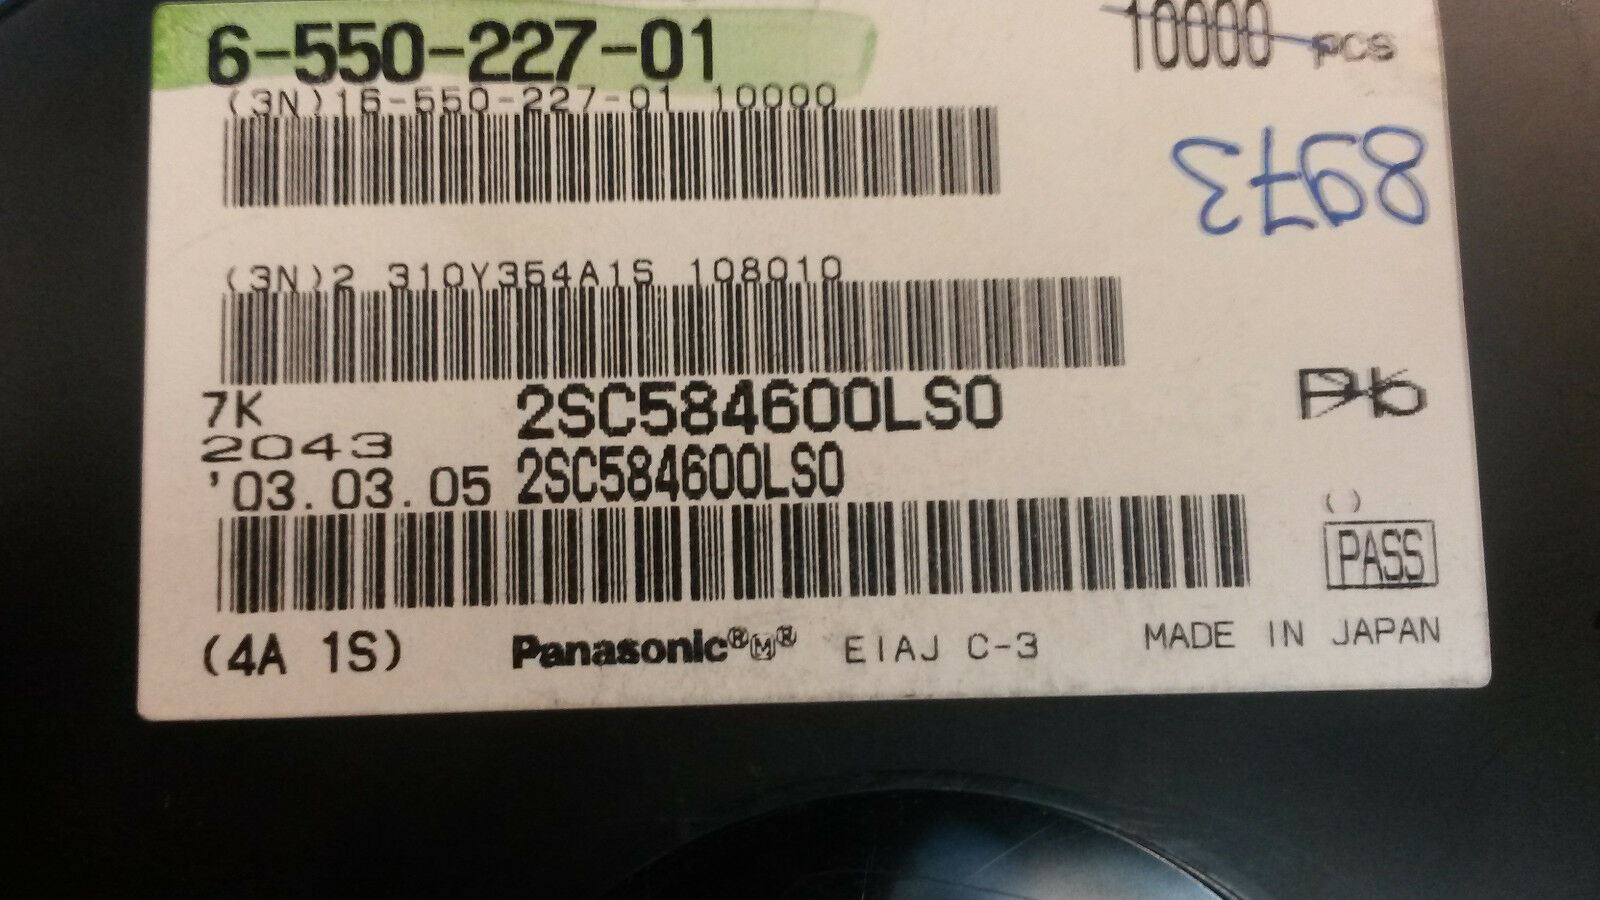 6-550-227-01 10000 pcs
(3N)16-550-227-01 10000
8973
(3N)2 310Y354A1S 108010
7K 2SC584600LS0 Pb
2043
'03.03.05 2SC584600LS0
( )
PASS
(4A 1S) Panasonic® M® EIAJ C-3 MADE IN JAPAN